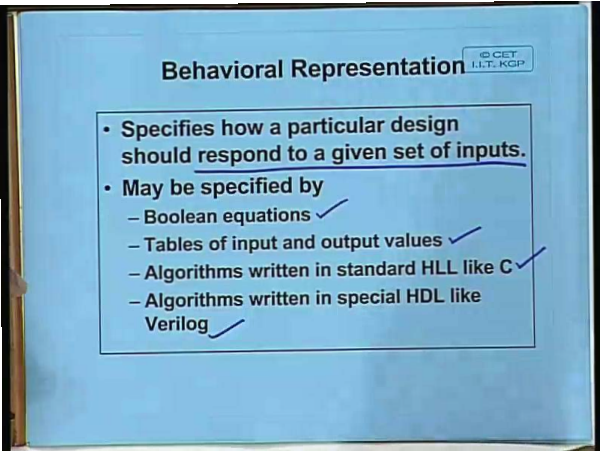 Behavioral Representation
© CET
I.I.T. KGP
• Specifies how a particular design
should respond to a given set of inputs.
• May be specified by
– Boolean equations
– Tables of input and output values
– Algorithms written in standard HLL like C
– Algorithms written in special HDL like
Verilog